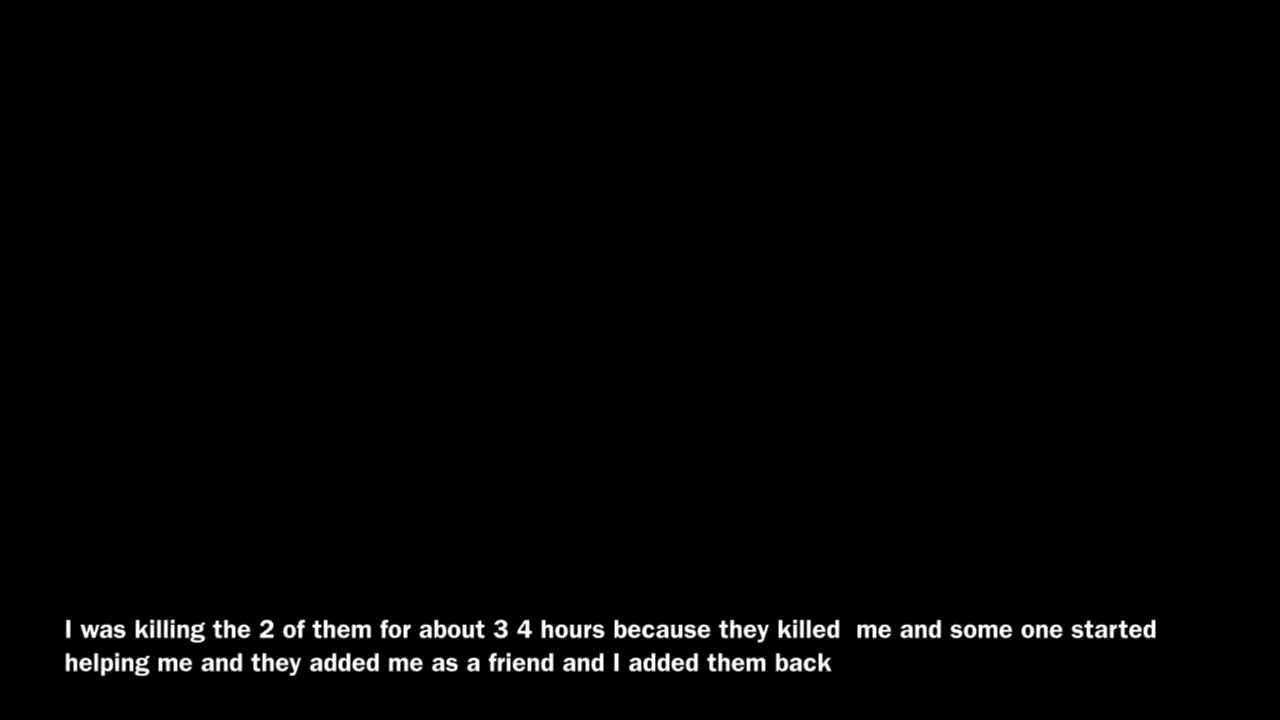 I was killing the 2 of them for about 3 4 hours because they killed  me and some one started
helping me and they added me as a friend and I added them back